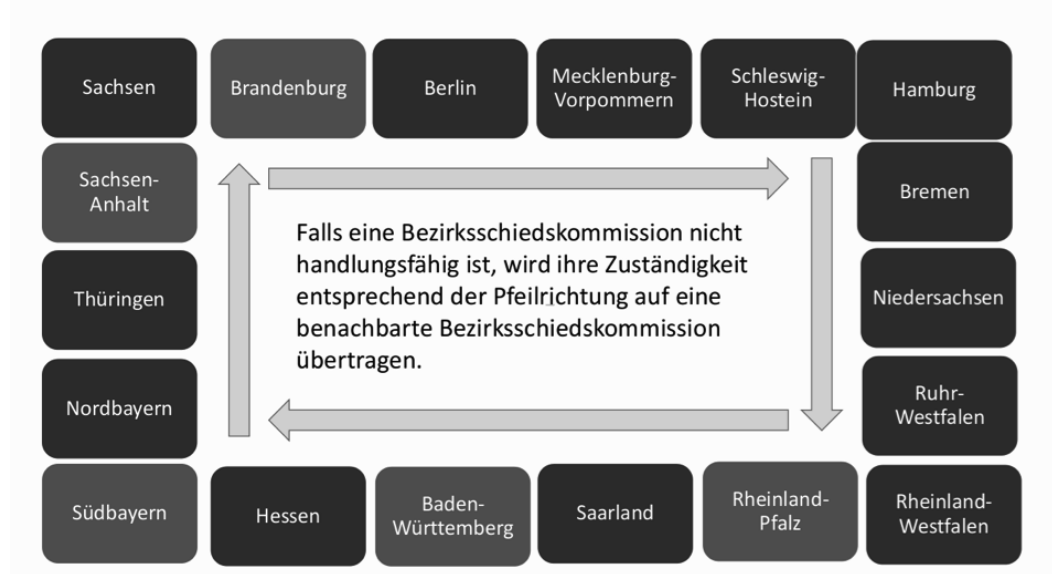 Sachsen
Brandenburg
Berlin
Mecklenburg-
Vorpommern
Schleswig-
Hostein
Hamburg
Sachsen-
Anhalt
Bremen
Falls eine Bezirksschiedskommission nicht
handlungsfähig ist, wird ihre Zuständigkeit
entsprechend der Pfeilrichtung auf eine
benachbarte Bezirksschiedskommission
übertragen.
Thüringen
Niedersachsen
Nordbayern
Ruhr-
Westfalen
Südbayern
Hessen
Baden-
Württemberg
Saarland
Rheinland-
Pfalz
Rheinland-
Westfalen